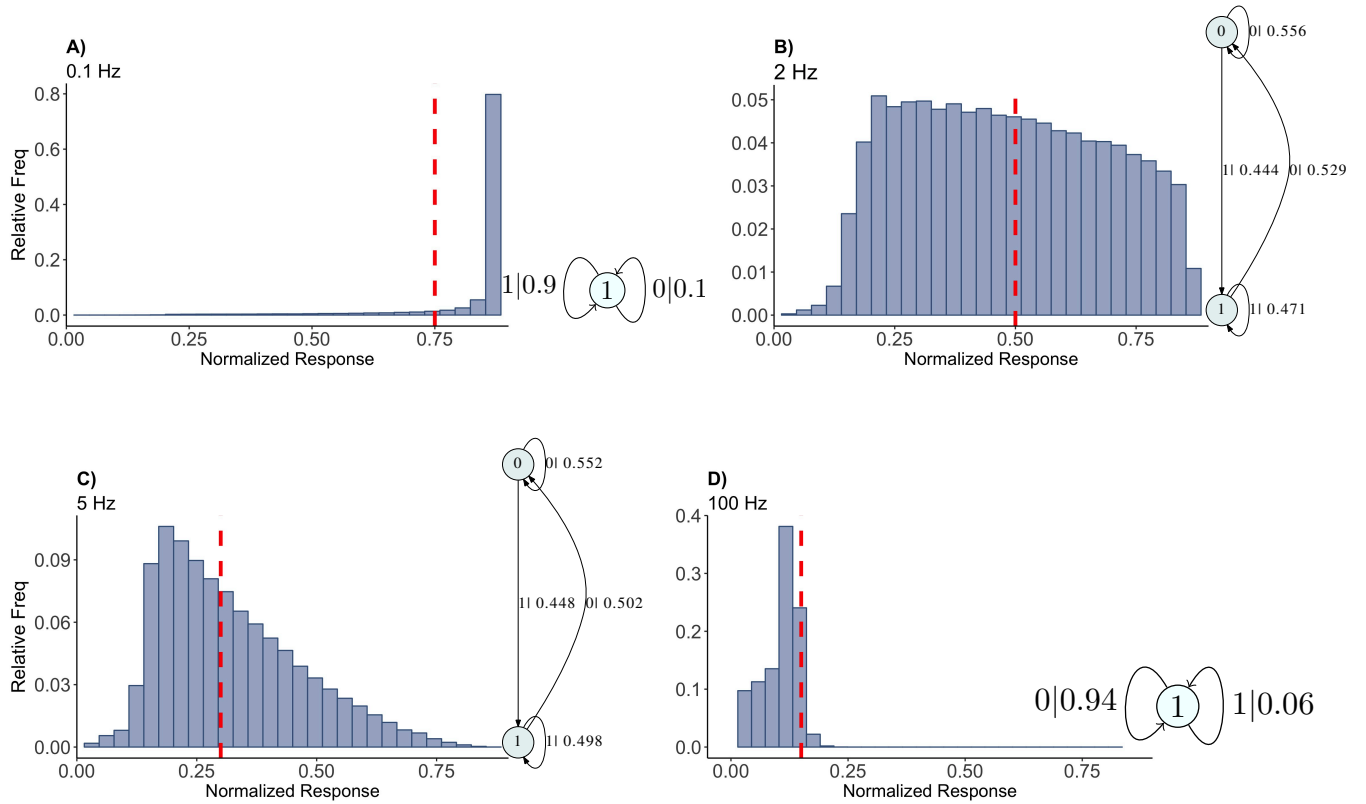 A)
0.1 Hz
0.8
0.6
0.4
0.2
0.0
Relative Freq
0.00 0.25 0.50 0.75
Normalized Response
1|0.9
1
0|0.1
B)
2 Hz
0.05
0.04
0.03
0.02
0.01
0.00
0.00 0.25 0.50 0.75
Normalized Response
0
0| 0.556
1| 0.444
0| 0.529
1
1| 0.471
C)
5 Hz
0.09
0.06
0.03
0.00
Relative Freq
0.00 0.25 0.50 0.75
Normalized Response
0
0| 0.552
1| 0.448
0| 0.502
1
1| 0.498
D)
100 Hz
0.4
0.3
0.2
0.1
0.0
0.00 0.25 0.50 0.75
Normalized Response
0|0.94
1
1|0.06